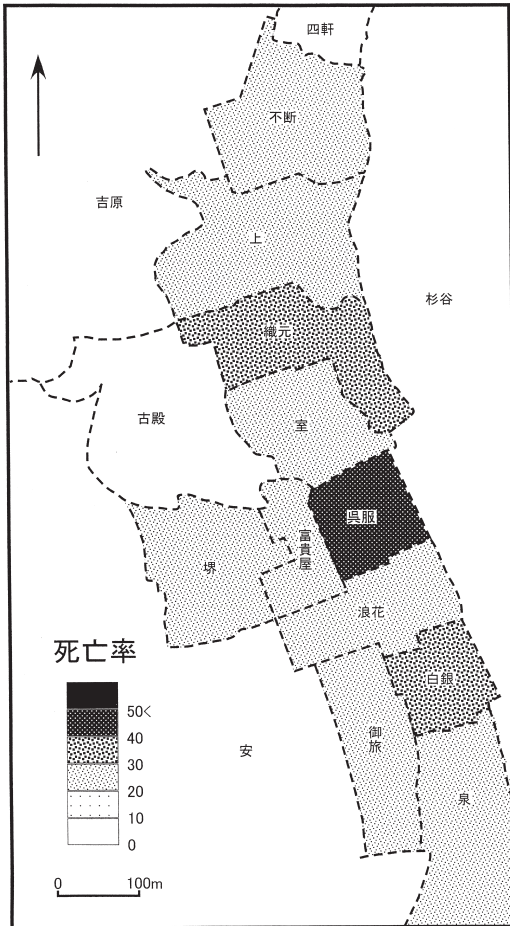 四軒
不断
吉原
上
杉谷
織元
古殿
室
呉服
富貴屋
堺
浪花
死亡率
白銀
50<
40
30
20
10
0
御旅
安
泉
0 100m